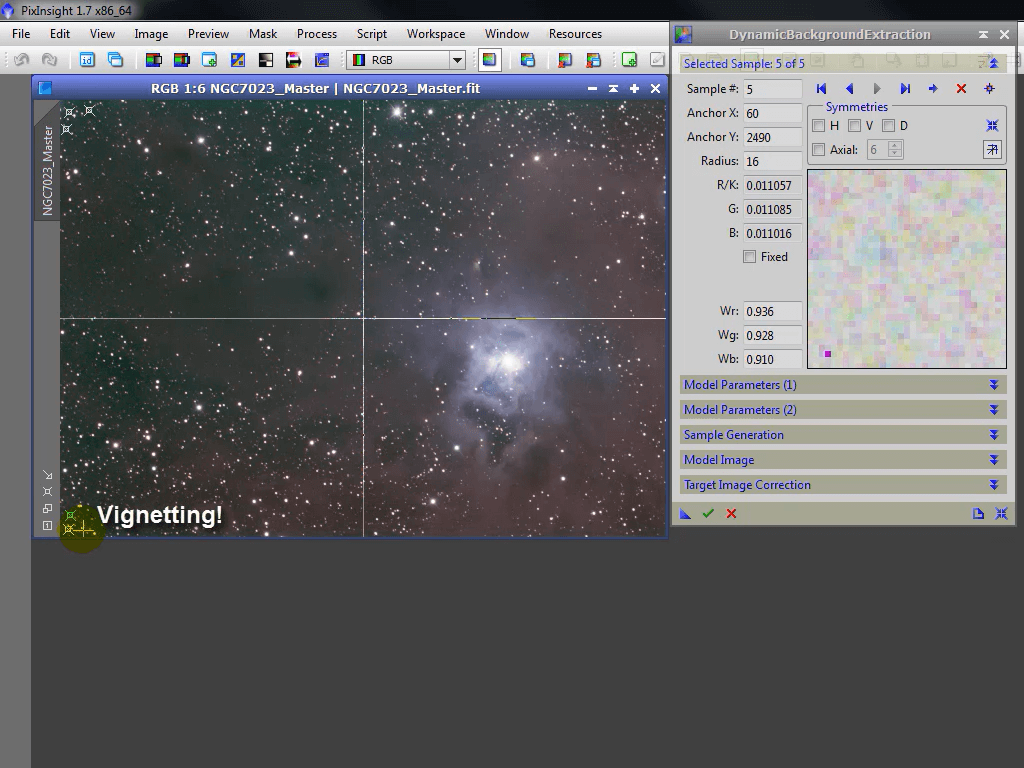 PixInsight 1.7 x86_64
File Edit View Image Preview Mask Process Script Workspace Window Resources
id
RGB
RGB 1:6 NGC7023_Master | NGC7023_Master.fit
NGC7023_Master
Vignetting!
DynamicBackgroundExtraction
Selected Sample: 5 of 5
Sample #: 5
Anchor X: 60
Anchor Y: 2490
Radius: 16
R/K: 0.011057
G: 0.011085
B: 0.011016
Fixed
Wr: 0.936
Wg: 0.928
Wb: 0.910
Symmetries
H V D
Axial: 6
Model Parameters (1)
Model Parameters (2)
Sample Generation
Model Image
Target Image Correction